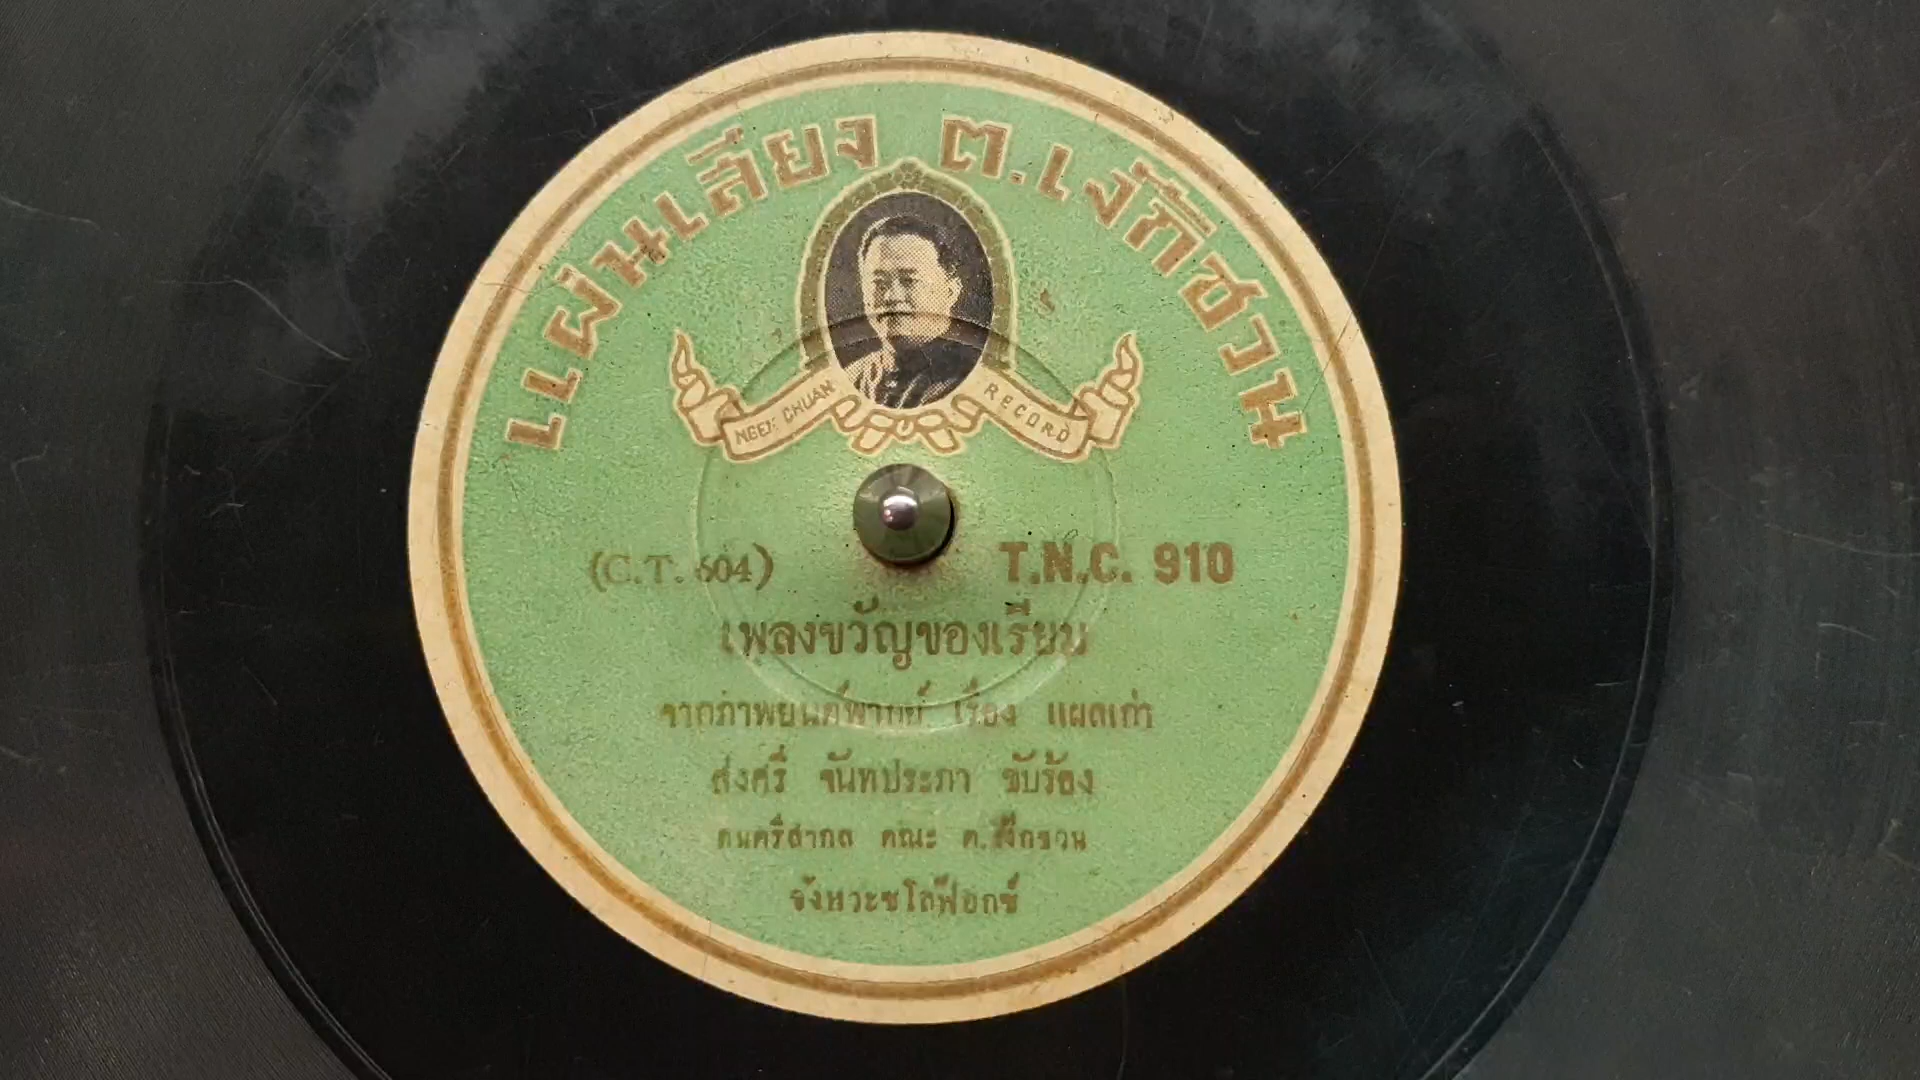 แผ่นเสียง ต.เง๊กชวน
NGEK CHUAN RECORD
(C.T. 604) T.N.C. 910
เพลงขวัญของเรียม
จากภาพยนต์พากย์ เรื่อง แผลเก่า
ส่งศรี จันทประภา ขับร้อง
ดนตรีสากล คณะ ต.เง๊กชวน
จังหวะซโลฟ๊อกซ์